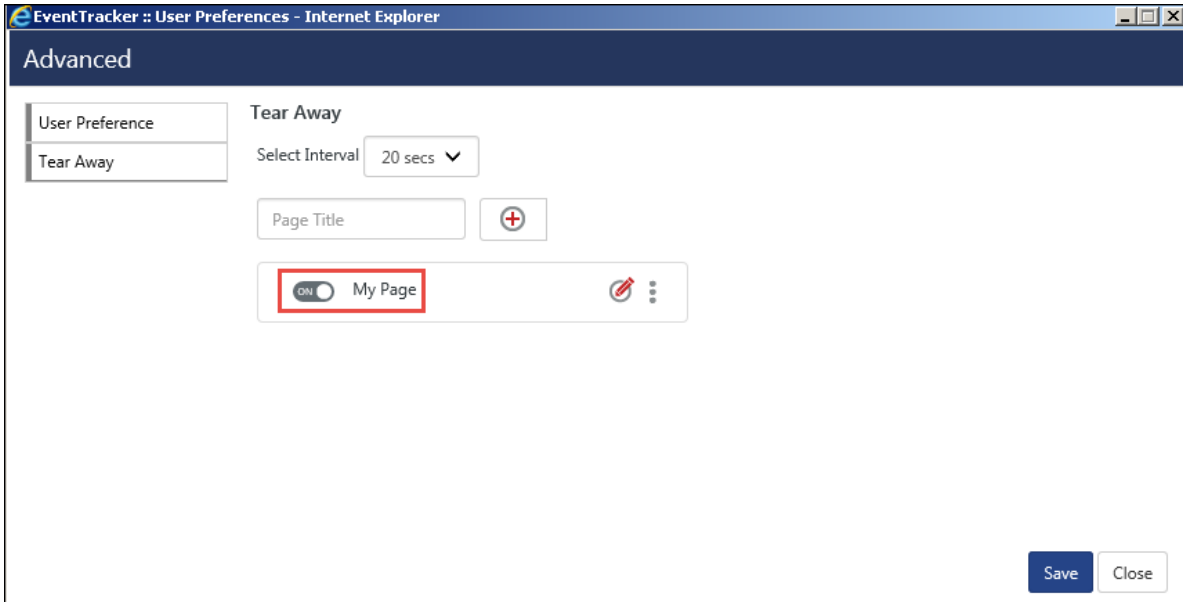 EventTracker :: User Preferences - Internet Explorer
Advanced
User Preference
Tear Away
Tear Away
Select Interval 20 secs
Page Title
ON My Page
Save Close